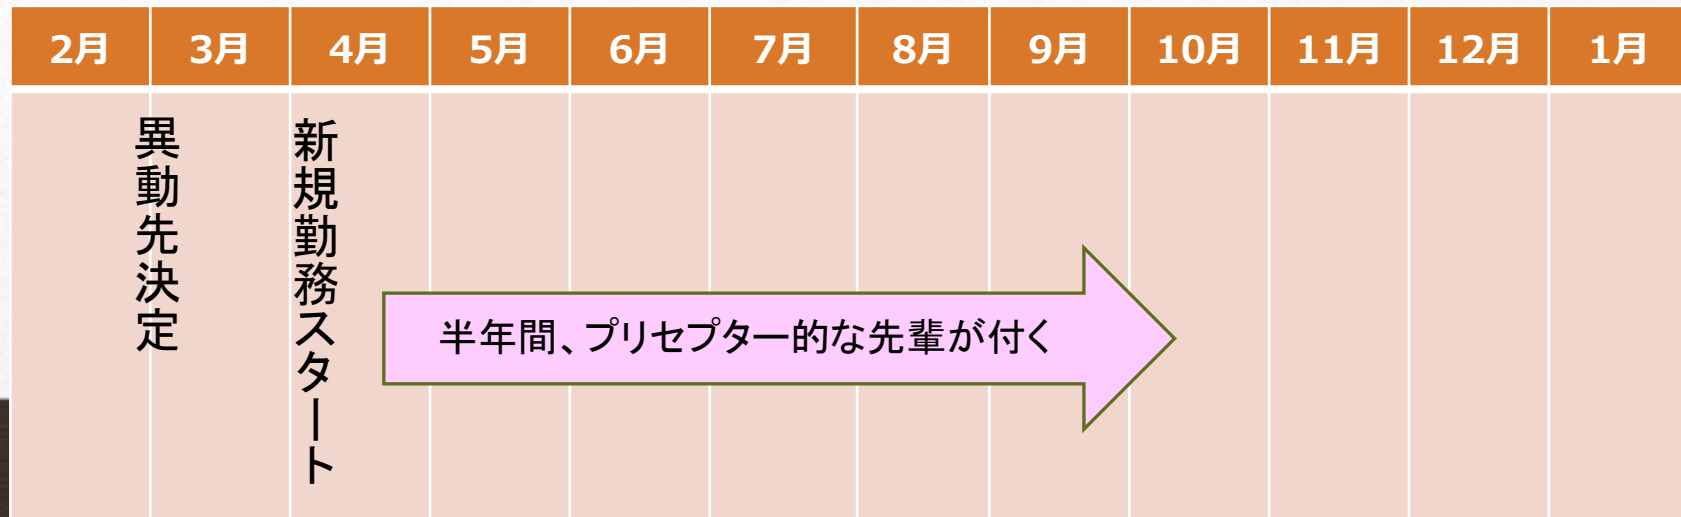 2月 3月 4月 5月 6月 7月 8月 9月 10月 11月 12月 1月
異動先決定
新規勤務スタート
半年間、プリセプター的な先輩が付く